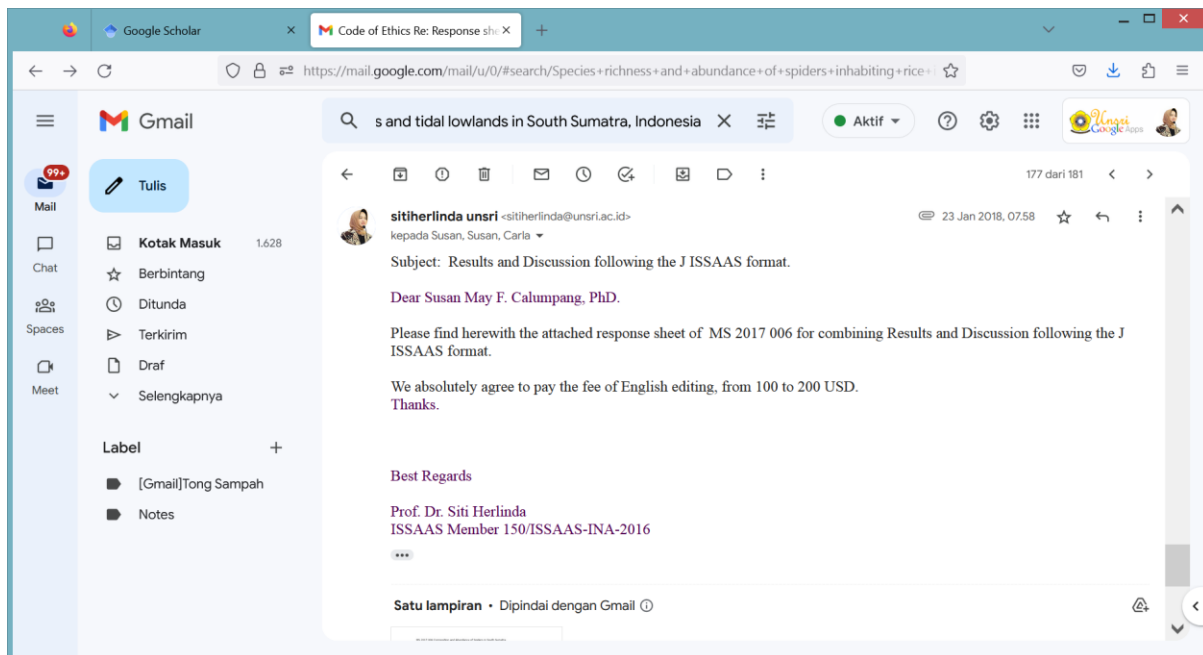 Google Scholar
Code of Ethics Re: Response she
https://mail.google.com/mail/u/0/#search/Species+richness+and+abundance+of+spiders+inhabiting+rice+
Gmail
s and tidal lowlands in South Sumatra, Indonesia
Aktif
Unsri
Google Apps
99+
Mail
Chat
Spaces
Meet
Tulis
Kotak Masuk 1.628
Berbintang
Ditunda
Terkirim
Draf
Selengkapnya
Label
[Gmail]Tong Sampah
Notes
177 dari 181
sitiherlinda unsri <sitiherlinda@unsri.ac.id>
23 Jan 2018, 07.58
kepada Susan, Susan, Carla
Subject: Results and Discussion following the J ISSAAS format.
Dear Susan May F. Calumpang, PhD.
Please find herewith the attached response sheet of MS 2017 006 for combining Results and Discussion following the J
ISSAAS format.
We absolutely agree to pay the fee of English editing, from 100 to 200 USD.
Thanks.
Best Regards
Prof. Dr. Siti Herlinda
ISSAAS Member 150/ISSAAS-INA-2016
Satu lampiran • Dipindai dengan Gmail